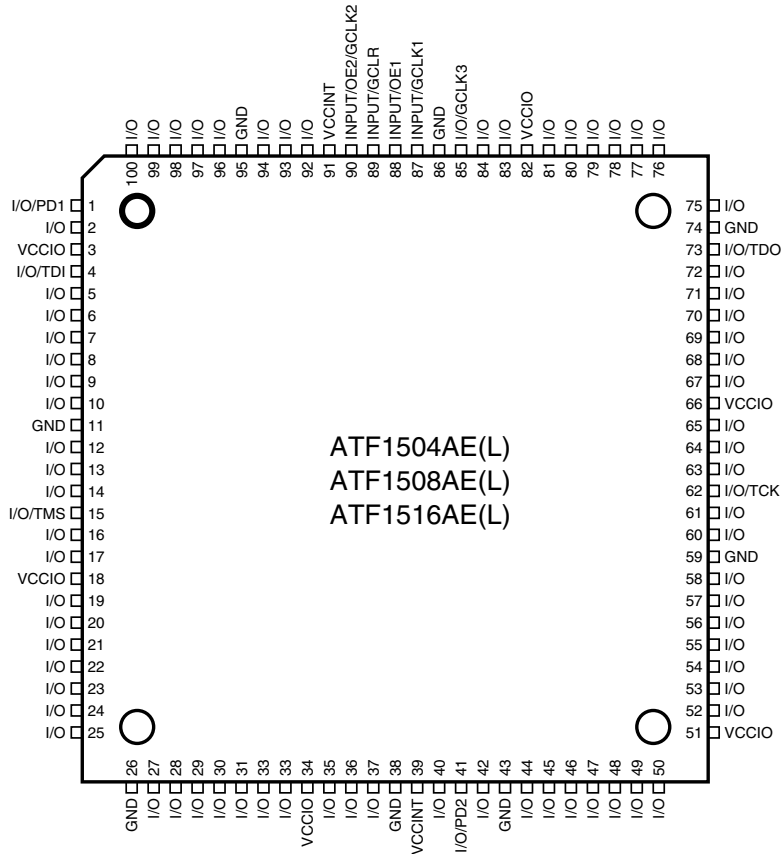 100 I/O
99 I/O
98 I/O
97 I/O
96 I/O
95 GND
94 I/O
93 I/O
92 I/O
91 VCCINT
90 INPUT/OE2/GCLK2
89 INPUT/GCLR
88 INPUT/OE1
87 INPUT/GCLK1
86 GND
85 I/O/GCLK3
84 I/O
83 I/O
82 VCCIO
81 I/O
80 I/O
79 I/O
78 I/O
77 I/O
76 I/O
I/O/PD1 1
I/O 2
VCCIO 3
I/O/TDI 4
I/O 5
I/O 6
I/O 7
I/O 8
I/O 9
I/O 10
GND 11
I/O 12
I/O 13
I/O 14
I/O/TMS 15
I/O 16
I/O 17
VCCIO 18
I/O 19
I/O 20
I/O 21
I/O 22
I/O 23
I/O 24
I/O 25
ATF1504AE(L)
ATF1508AE(L)
ATF1516AE(L)
75 I/O
74 GND
73 I/O/TDO
72 I/O
71 I/O
70 I/O
69 I/O
68 I/O
67 I/O
66 VCCIO
65 I/O
64 I/O
63 I/O
62 I/O/TCK
61 I/O
60 I/O
59 GND
58 I/O
57 I/O
56 I/O
55 I/O
54 I/O
53 I/O
52 I/O
51 VCCIO
GND 26
I/O 27
I/O 28
I/O 29
I/O 30
I/O 31
I/O 33
I/O 33
VCCIO 34
I/O 35
I/O 36
I/O 37
GND 38
VCCINT 39
I/O 40
I/O/PD2 41
I/O 42
GND 43
I/O 44
I/O 45
I/O 46
I/O 47
I/O 48
I/O 49
I/O 50